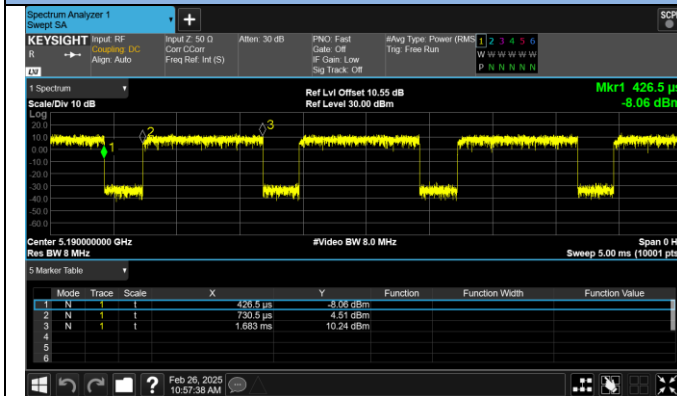 Spectrum Analyzer 1
Swept SA
+
SCPI
KEYSIGHT
R
Input: RF
Coupling: DC
Align: Auto
Input Z: 50 Ω
Corr CCorr
Freq Ref: Int (S)
Atten: 30 dB
PNO: Fast
Gate: Off
IF Gain: Low
Sig Track: Off
#Avg Type: Power (RMS
Trig: Free Run
1 2 3 4 5 6
W W W W W W
P N N N N N
1 Spectrum
Scale/Div 10 dB
Log
Ref Lvl Offset 10.55 dB
Ref Level 30.00 dBm
Mkr1 426.5 µs
-8.06 dBm
20.0
10.0
0.00
-10.0
-20.0
-30.0
-40.0
-50.0
-60.0
1
2
3
Center 5.190000000 GHz
Res BW 8 MHz
#Video BW 8.0 MHz
Span 0 H
Sweep 5.00 ms (10001 pts
5 Marker Table
Mode Trace Scale X Y Function Function Width Function Value
1 N 1 t 426.5 µs -8.06 dBm
2 N 1 t 730.5 µs 4.51 dBm
3 N 1 t 1.683 ms 10.24 dBm
4
5
6
?
Feb 26, 2025
10:57:38 AM